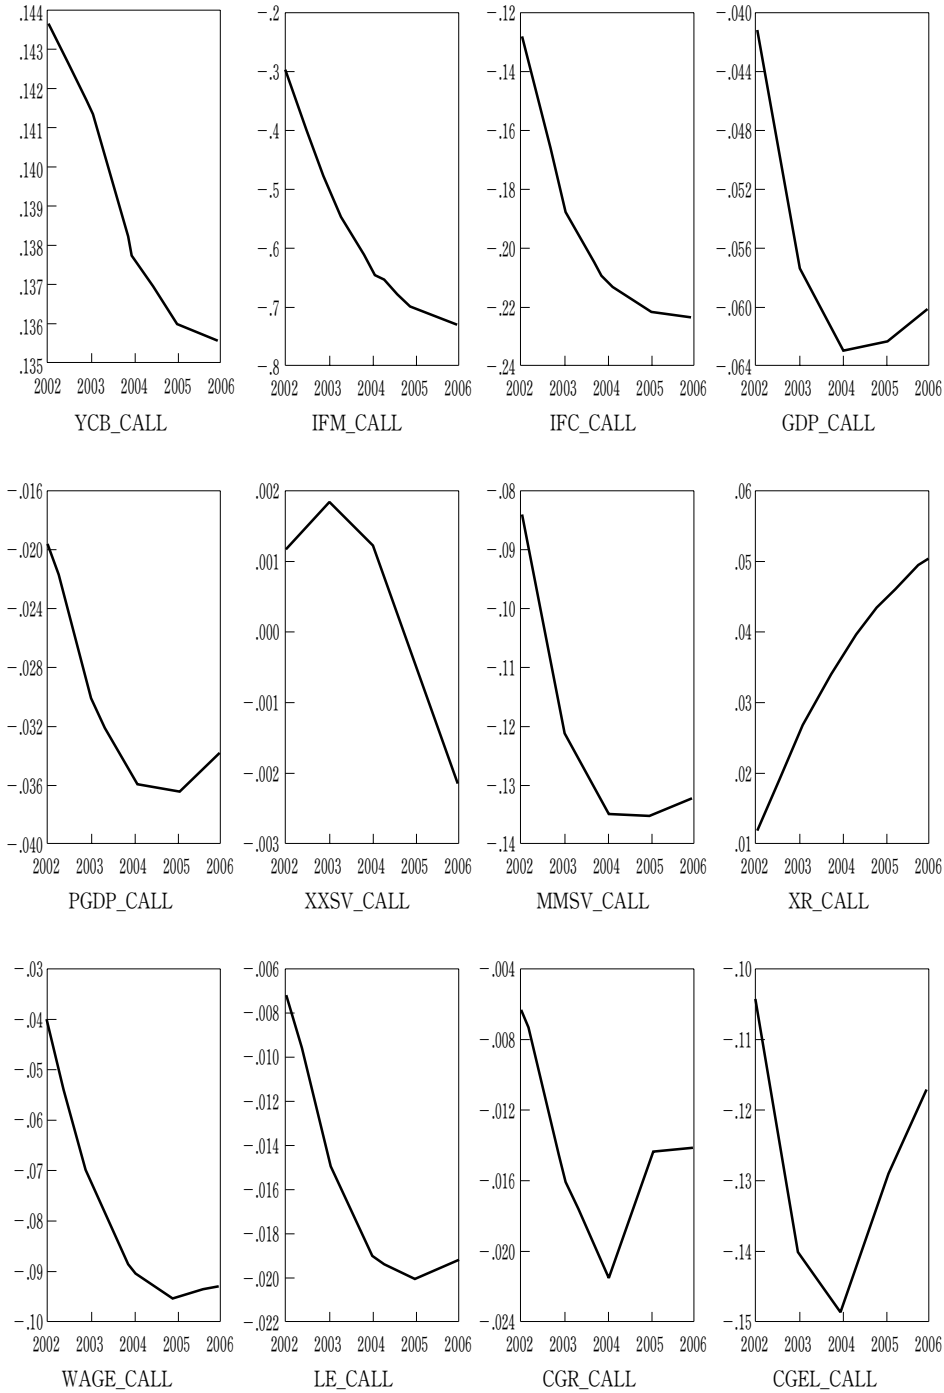 .144 −.2 −.12 −.040
.143 −.3 −.14 −.044
.142 −.4 −.16 −.048
.141
.140 −.5 −.18 −.052
.139
.138 −.6 −.20 −.056
.137 −.7 −.22 −.060
.136
.135 −.8 −.24 −.064
2002 2003 2004 2005 2006 2002 2003 2004 2005 2006 2002 2003 2004 2005 2006 2002 2003 2004 2005 2006
YCB_CALL IFM_CALL IFC_CALL GDP_CALL
−.016 .002 −.08 .06
−.020 .001 −.09 .05
−.024 −.10
.000 .04
−.028 −.11
−.032 −.001 −.12 .03
−.036 −.002 −.13 .02
−.040 −.003 −.14 .01
2002 2003 2004 2005 2006 2002 2003 2004 2005 2006 2002 2003 2004 2005 2006 2002 2003 2004 2005 2006
PGDP_CALL XXSV_CALL MMSV_CALL XR_CALL
−.03 −.006 −.004 −.10
−.04 −.008 −.008 −.11
−.05 −.010
−.06 −.012 −.012 −.12
−.07 −.014
−.016 −.016 −.13
−.08 −.018
−.09 −.020 −.020 −.14
−.10 −.022 −.024 −.15
2002 2003 2004 2005 2006 2002 2003 2004 2005 2006 2002 2003 2004 2005 2006 2002 2003 2004 2005 2006
WAGE_CALL LE_CALL CGR_CALL CGEL_CALL